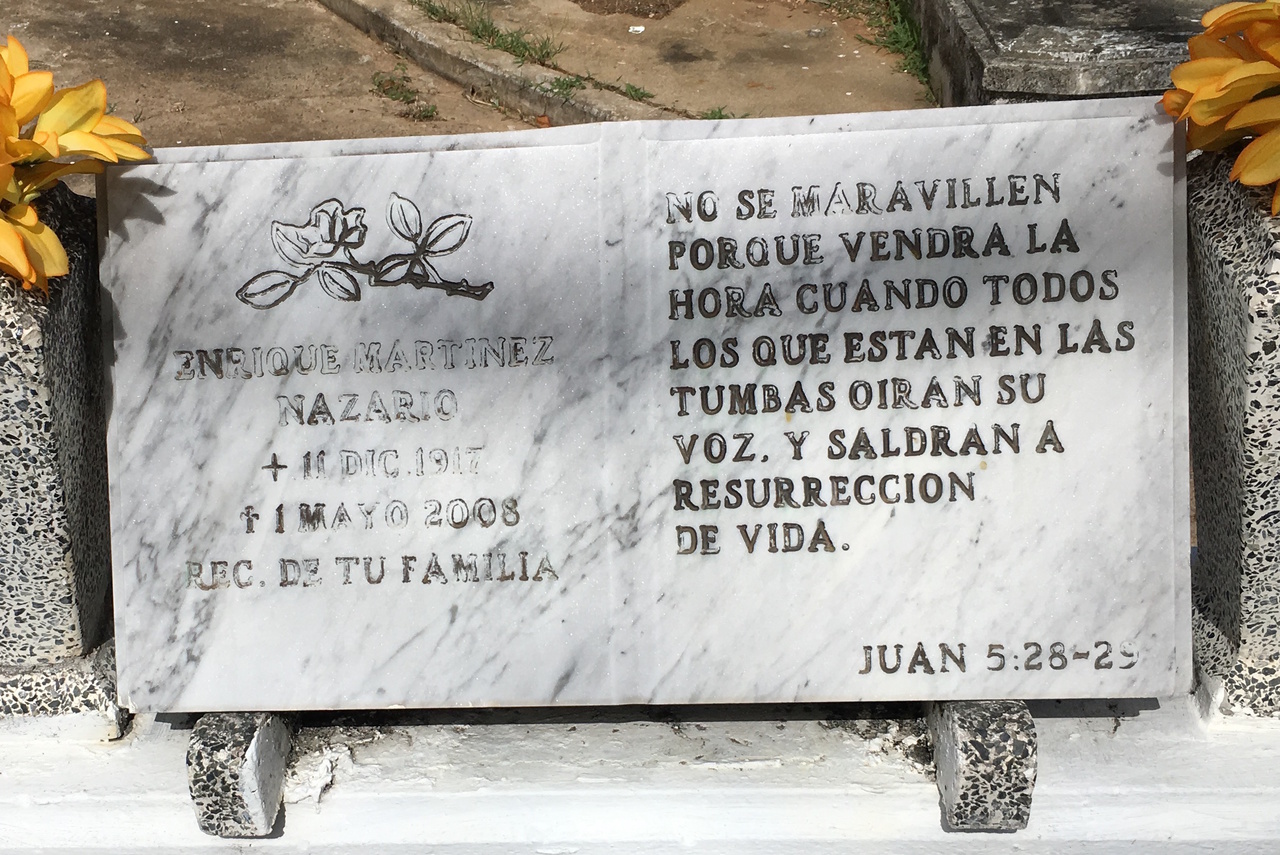 ENRIQUE MARTINEZ
NAZARIO
+ 11 DIC. 1917
✝ 1 MAYO 2008
REC. DE TU FAMILIA
NO SE MARAVILLEN
PORQUE VENDRA LA
HORA CUANDO TODOS
LOS QUE ESTAN EN LAS
TUMBAS OIRAN SU
VOZ. Y SALDRAN A
RESURRECCION
DE VIDA.
JUAN 5:28-29